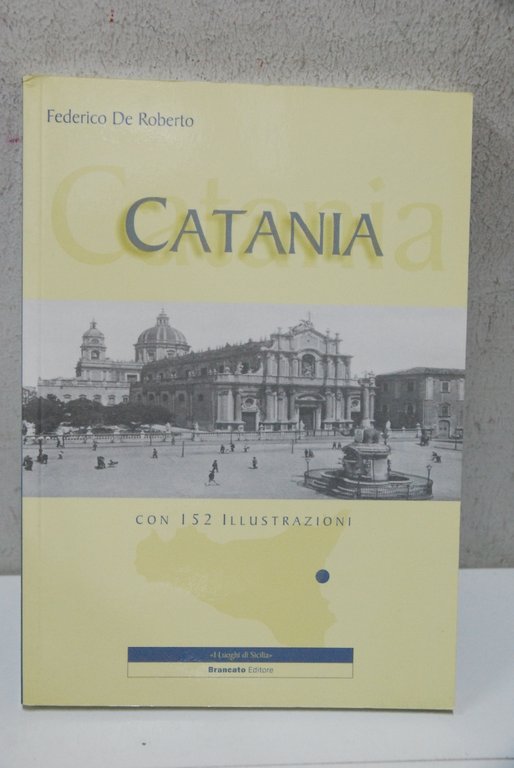 Federico De Roberto
Catania
CATANIA
CON 152 ILLUSTRAZIONI
«I Luoghi di Sicilia»
Brancato Editore